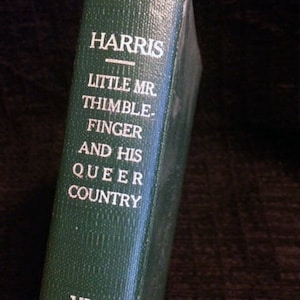 HARRIS
LITTLE MR.
THIMBLE-
FINGER
AND HIS
QUEER
COUNTRY